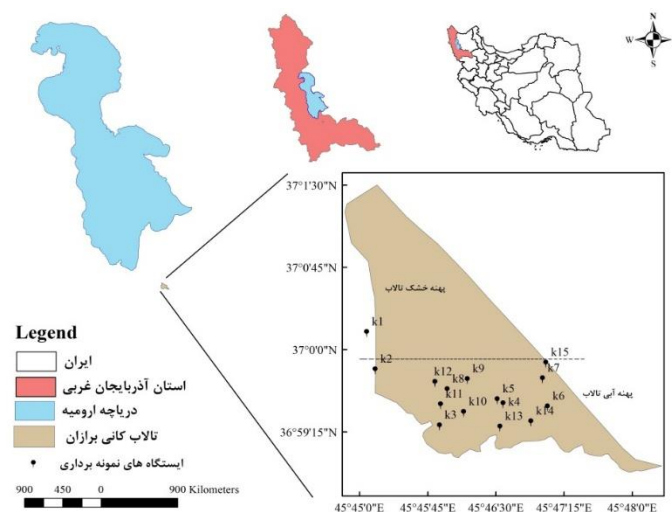 N
W E
S
37°1'30"N
37°0'45"N
37°0'0"N
36°59'15"N
پهنه خشک تالاب
پهنه آبی تالاب
k1
k2
k15
k7
k12
k8
k9
k11
k10
k5
k4
k6
k3
k13
k14
45°45'0"E 45°45'45"E 45°46'30"E 45°47'15"E 45°48'0"E
Legend
ایران
استان آذربایجان غربی
دریاچه ارومیه
تالاب کانی برازان
ایستگاه های نمونه برداری
900 450 0 900 Kilometers